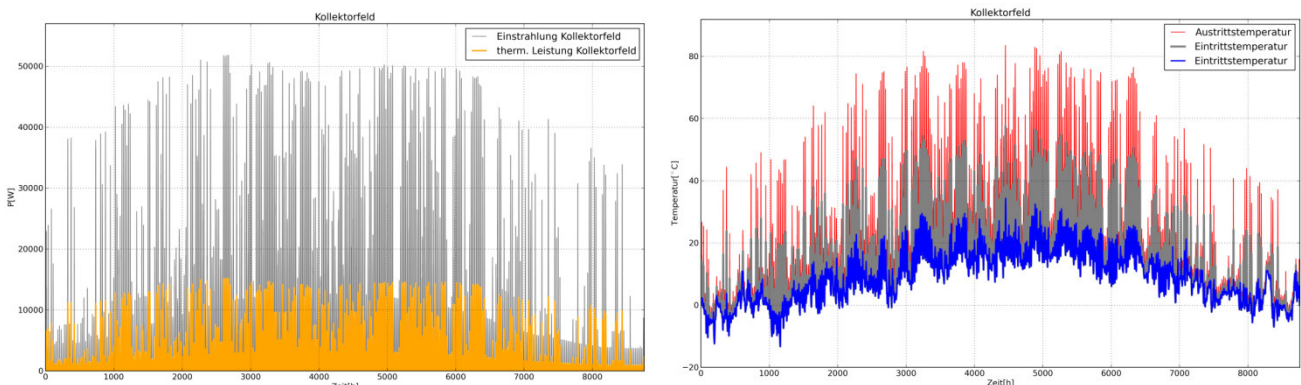 Kollektorfeld
Einstrahlung Kollektorfeld
therm. Leistung Kollektorfeld
P[W]
50000
40000
30000
20000
10000
0
0 1000 2000 3000 4000 5000 6000 7000 8000
Zeit[h]
Kollektorfeld
Austrittstemperatur
Eintrittstemperatur
Eintrittstemperatur
Temperatur[°C]
80
60
40
20
0
−20
0 1000 2000 3000 4000 5000 6000 7000 8000
Zeit[h]